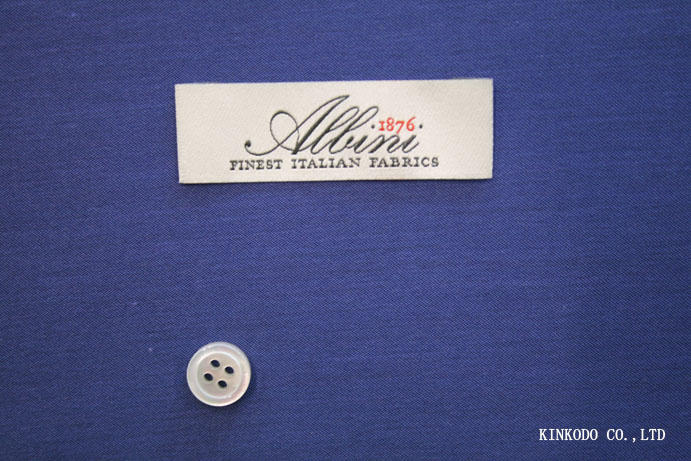 1876
Albini
FINEST ITALIAN FABRICS
KINKODO CO.,LTD